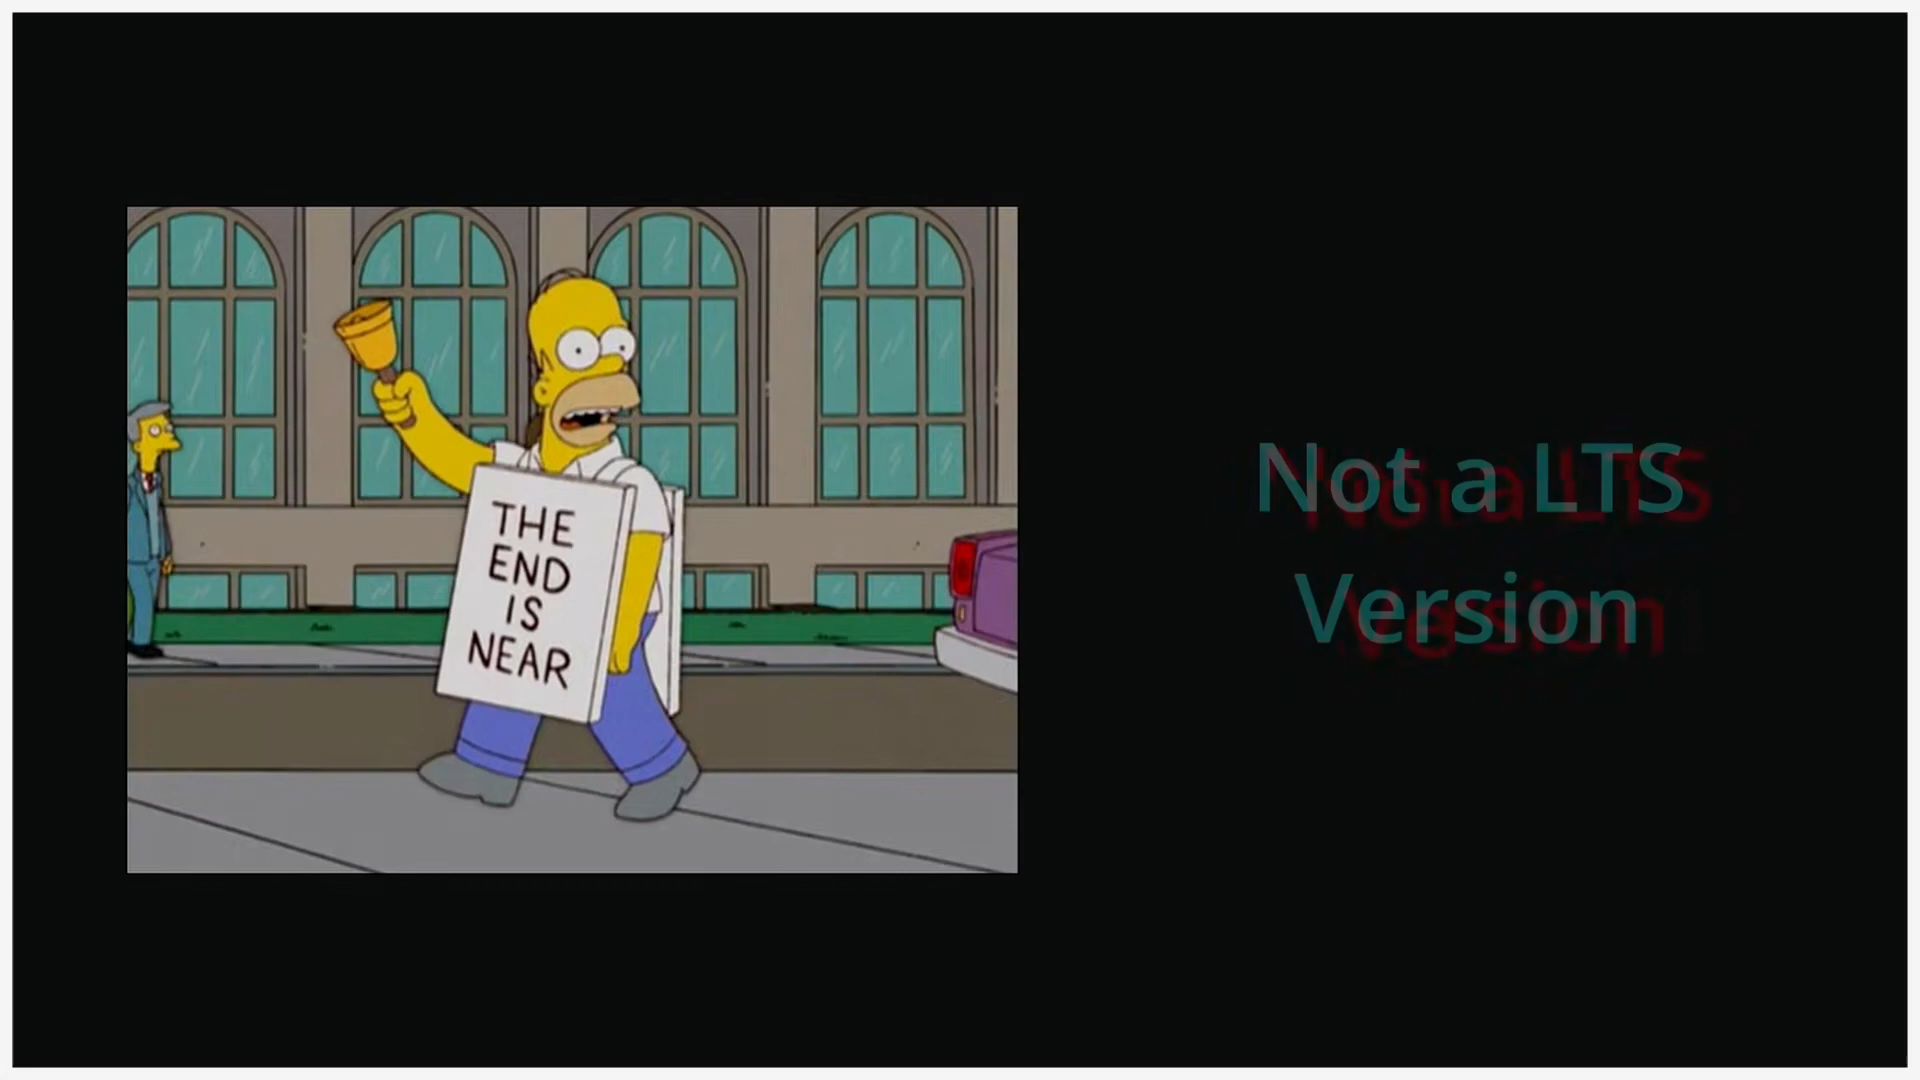 THE
END
IS
NEAR
Not a LTS
Version